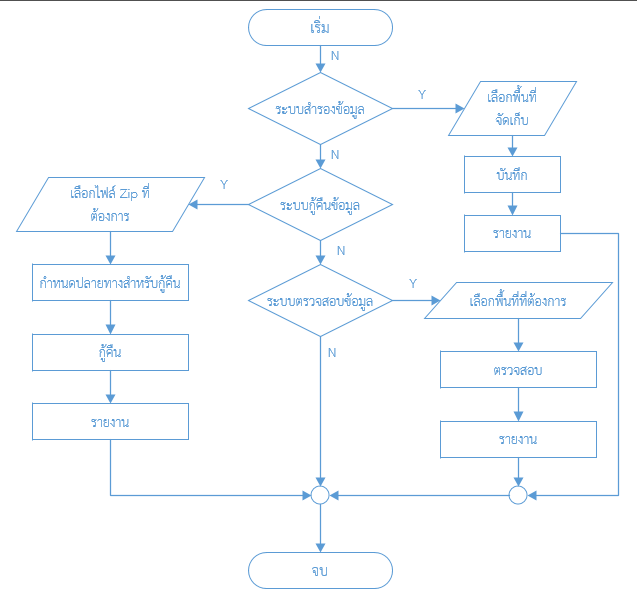 เริ่ม
N
ระบบสำรองข้อมูล
Y
เลือกพื้นที่
จัดเก็บ
บันทึก
รายงาน
N
ระบบกู้คืนข้อมูล
Y
เลือกไฟล์ Zip ที่
ต้องการ
กำหนดปลายทางสำหรับกู้คืน
กู้คืน
รายงาน
N
ระบบตรวจสอบข้อมูล
Y
เลือกพื้นที่ที่ต้องการ
ตรวจสอบ
รายงาน
N
จบ